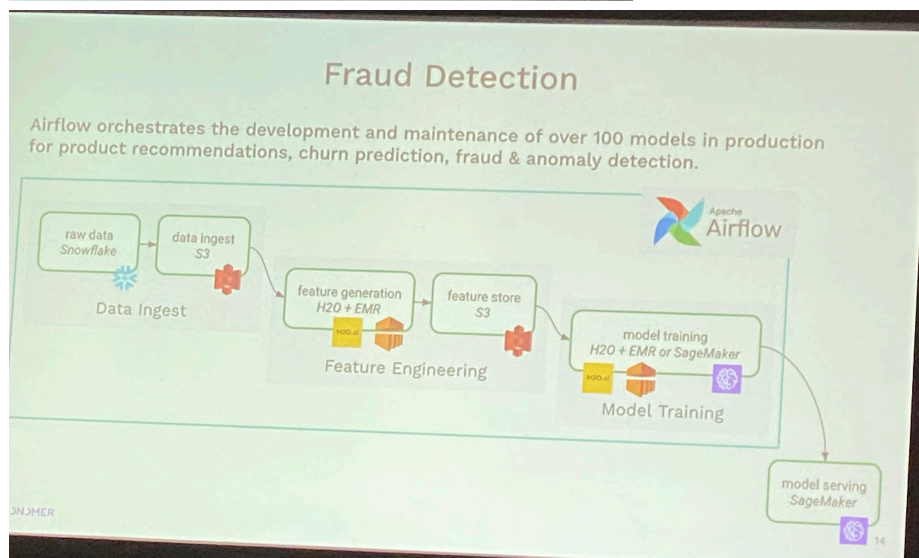 Fraud Detection
Airflow orchestrates the development and maintenance of over 100 models in production
for product recommendations, churn prediction, fraud & anomaly detection.
Apache
Airflow
raw data
Snowflake
data ingest
S3
Data Ingest
feature generation
H2O + EMR
H2O.ai
feature store
S3
Feature Engineering
model training
H2O + EMR or SageMaker
H2O.ai
Model Training
model serving
SageMaker
ONOMER
14